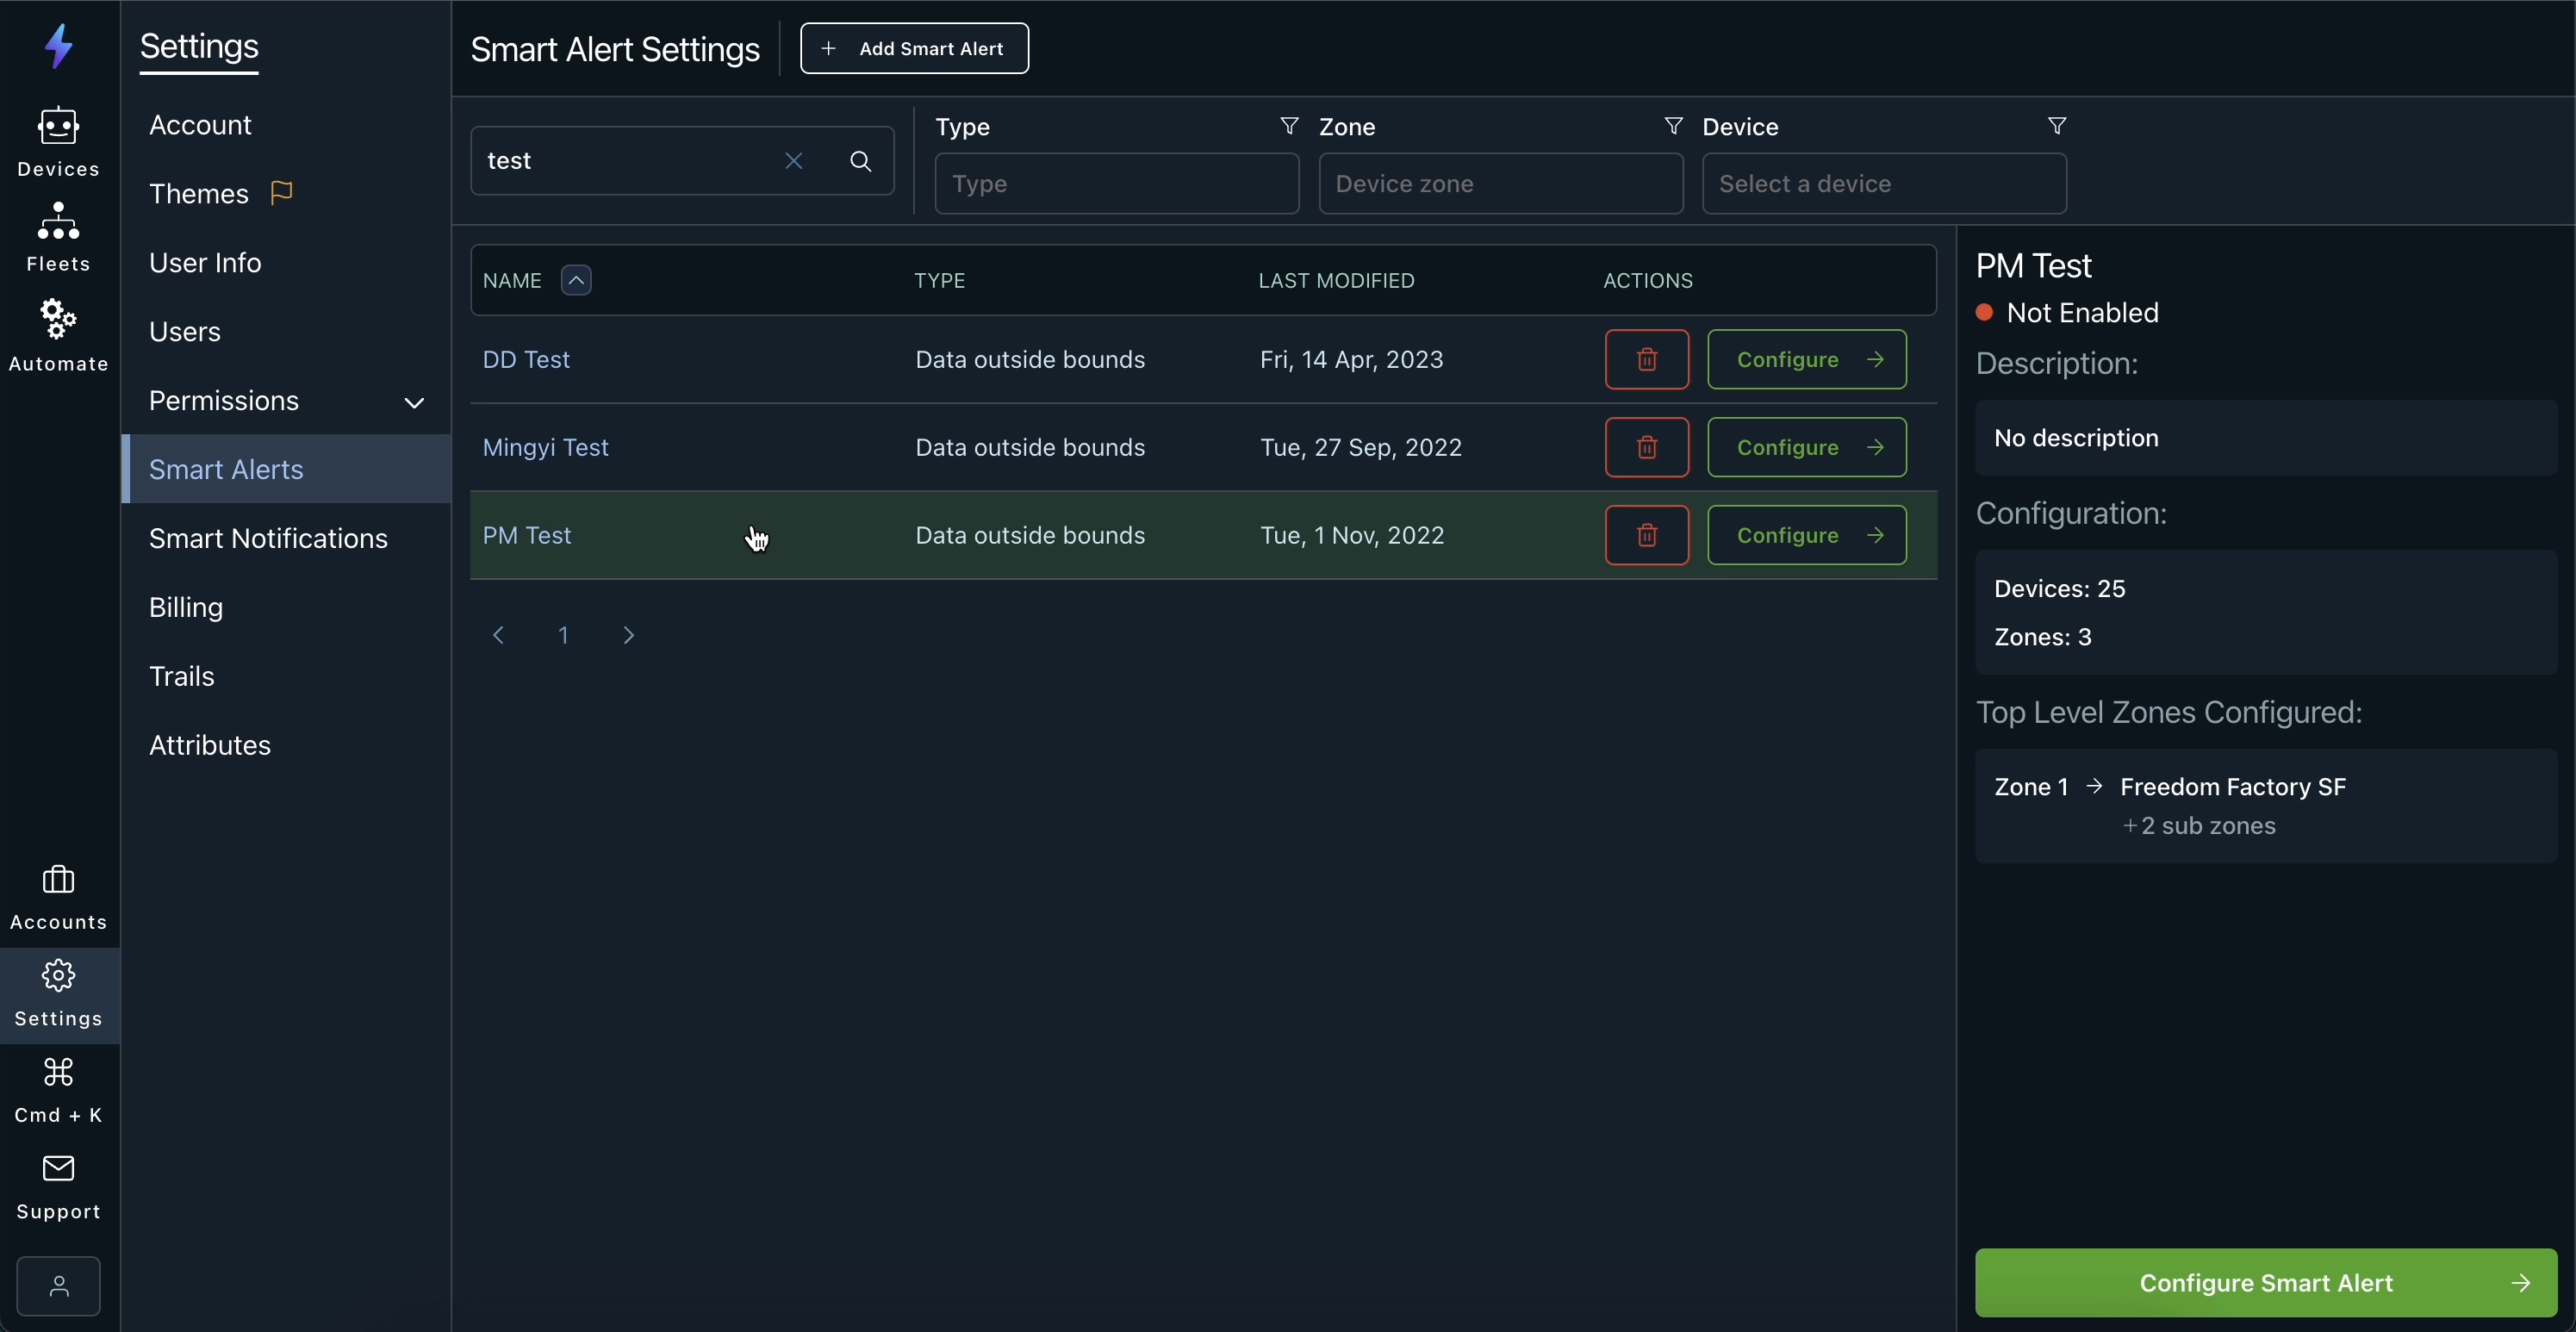 Devices
Fleets
Automate
Accounts
Settings
Cmd + K
Support
Settings
Account
Themes
User Info
Users
Permissions
Smart Alerts
Smart Notifications
Billing
Trails
Attributes
Smart Alert Settings
+ Add Smart Alert
test
Type
Type
Zone
Device zone
Device
Select a device
NAME TYPE LAST MODIFIED ACTIONS
DD Test Data outside bounds Fri, 14 Apr, 2023 Configure →
Mingyi Test Data outside bounds Tue, 27 Sep, 2022 Configure →
PM Test Data outside bounds Tue, 1 Nov, 2022 Configure →
< 1 >
PM Test
Not Enabled
Description:
No description
Configuration:
Devices: 25
Zones: 3
Top Level Zones Configured:
Zone 1 → Freedom Factory SF
+2 sub zones
Configure Smart Alert →